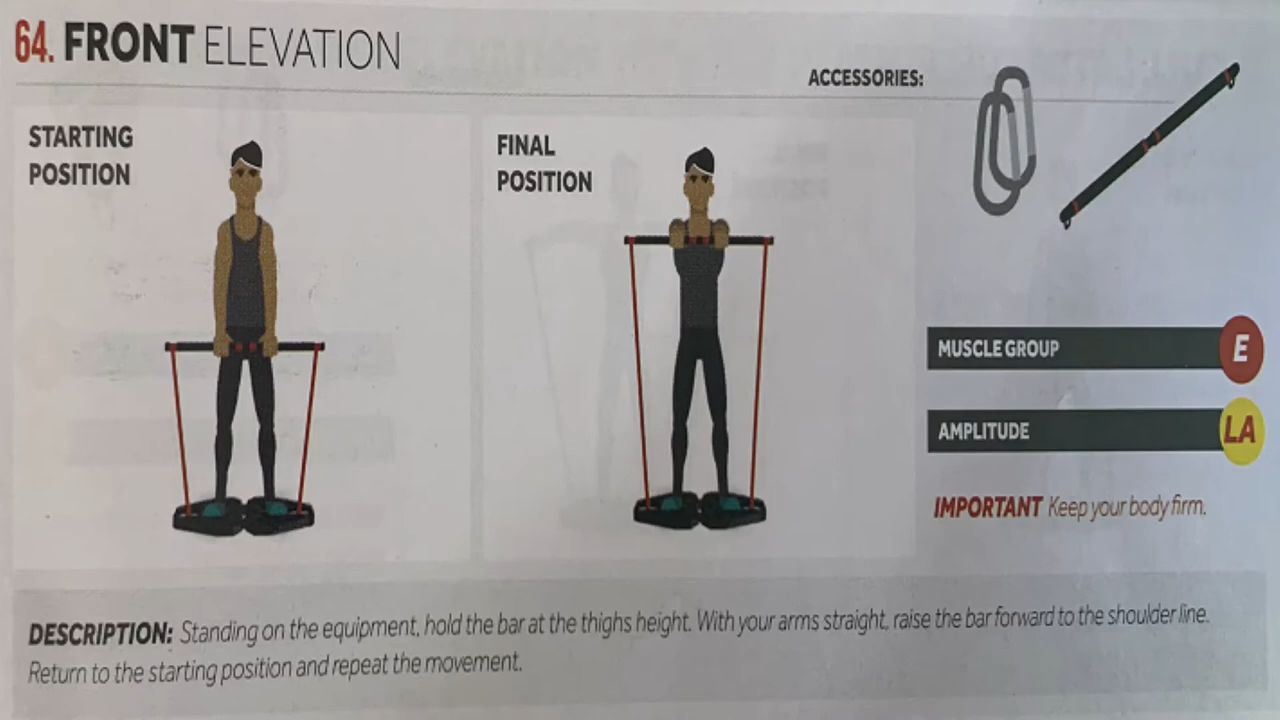 64. FRONT ELEVATION
ACCESSORIES:
STARTING
POSITION
FINAL
POSITION
MUSCLE GROUP E
AMPLITUDE LA
IMPORTANT Keep your body firm.
DESCRIPTION: Standing on the equipment, hold the bar at the thighs height. With your arms straight, raise the bar forward to the shoulder line.
Return to the starting position and repeat the movement.